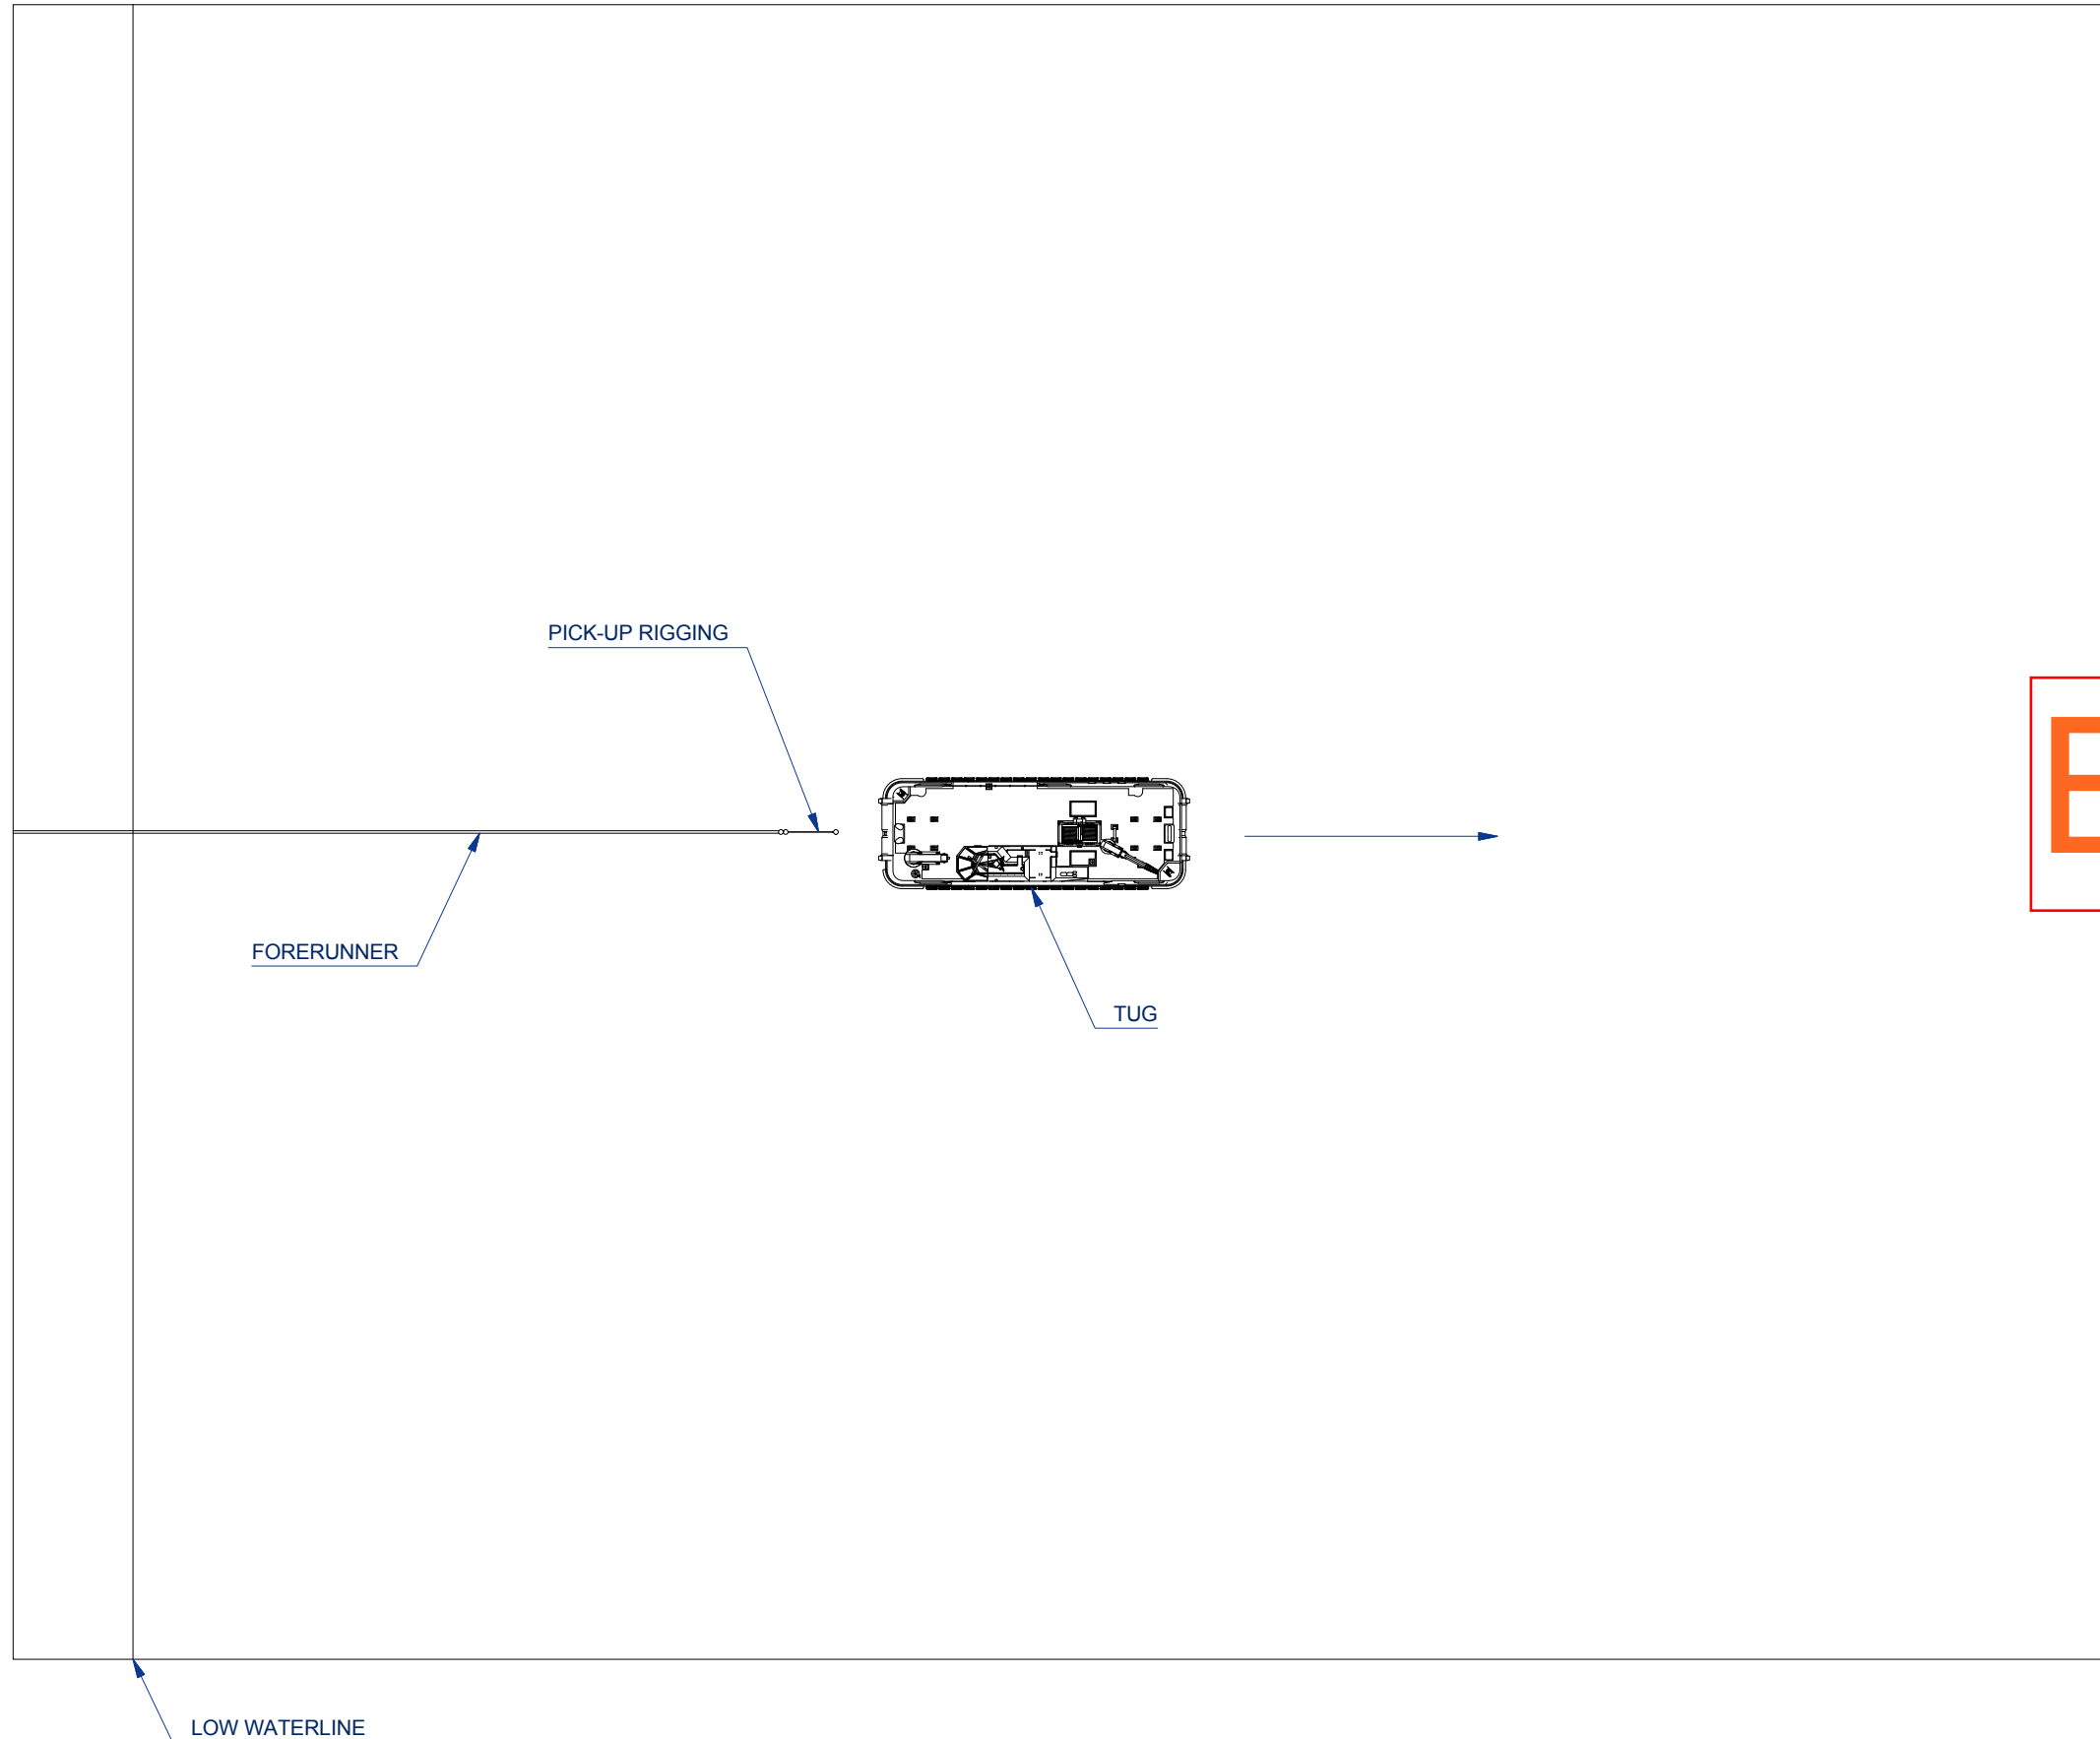 PICK-UP RIGGING
E
FORERUNNER
TUG
LOW WATERLINE